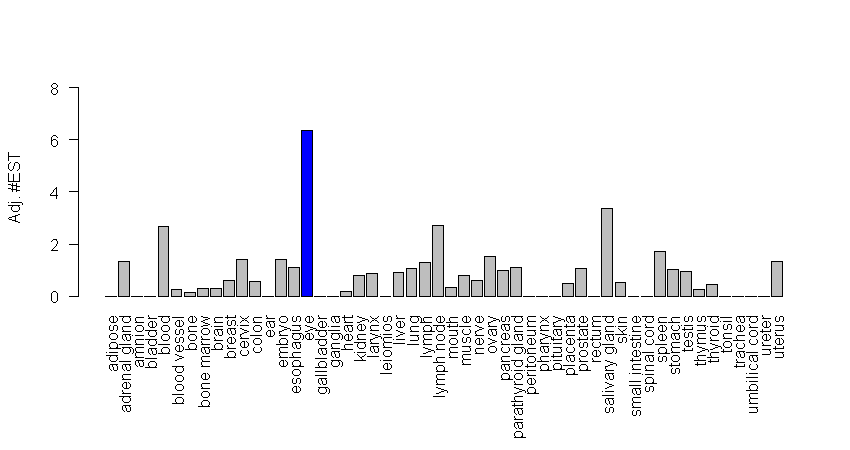 Adj. #EST
8
6
4
2
0
adipose
adrenal gland
amnion
bladder
blood
blood vessel
bone
bone marrow
brain
breast
cervix
colon
ear
embryo
esophagus
eye
gallbladder
ganglia
heart
kidney
larynx
leiomios
liver
lung
lymph
lymph node
mouth
muscle
nerve
ovary
pancreas
parathyroid gland
peritoneum
pharynx
pituitary
placenta
prostate
rectum
salivary gland
skin
small intestine
spinal cord
spleen
stomach
testis
thymus
thyroid
tonsil
trachea
umbilical cord
ureter
uterus